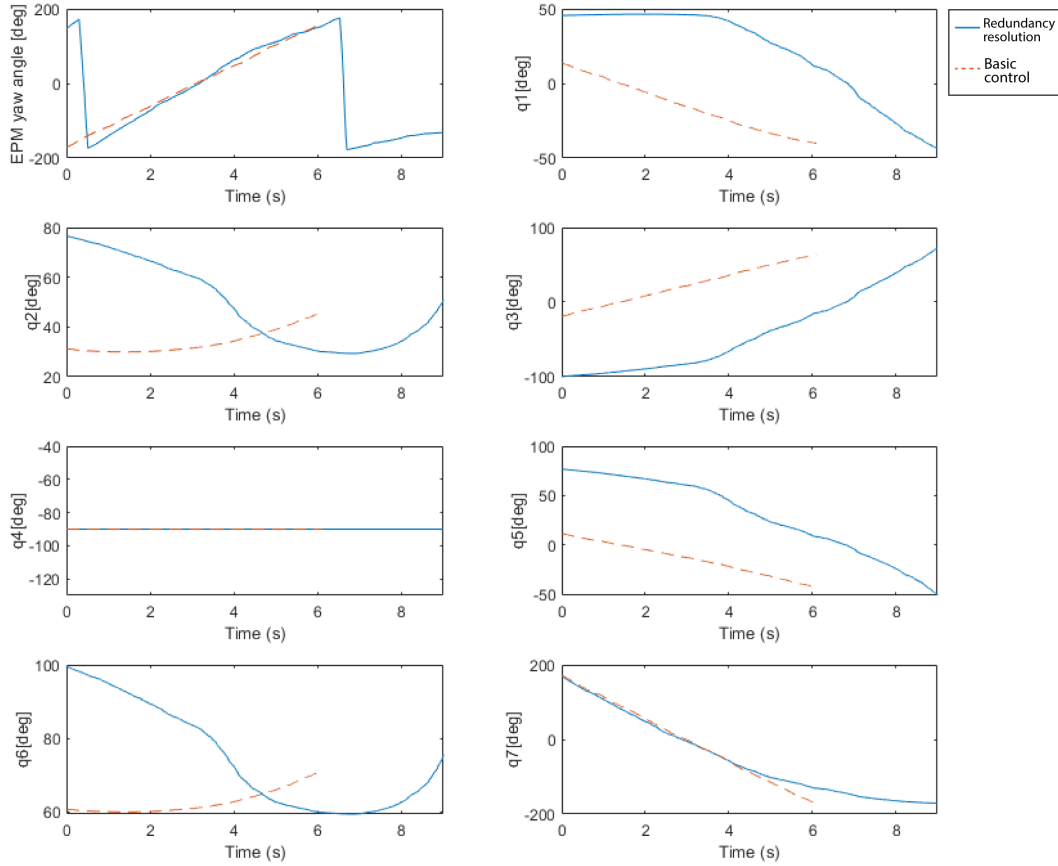 EPM yaw angle [deg]
200
0
-200
0 2 4 6 8
Time (s)
q1[deg]
50
0
-50
0 2 4 6 8
Time (s)
Redundancy
resolution
Basic
control
q2[deg]
80
60
40
20
0 2 4 6 8
Time (s)
q3[deg]
100
0
-100
0 2 4 6 8
Time (s)
q4[deg]
-40
-60
-80
-100
-120
0 2 4 6 8
Time (s)
q5[deg]
100
50
0
-50
0 2 4 6 8
Time (s)
q6[deg]
100
80
60
0 2 4 6 8
Time (s)
q7[deg]
200
0
-200
0 2 4 6 8
Time (s)